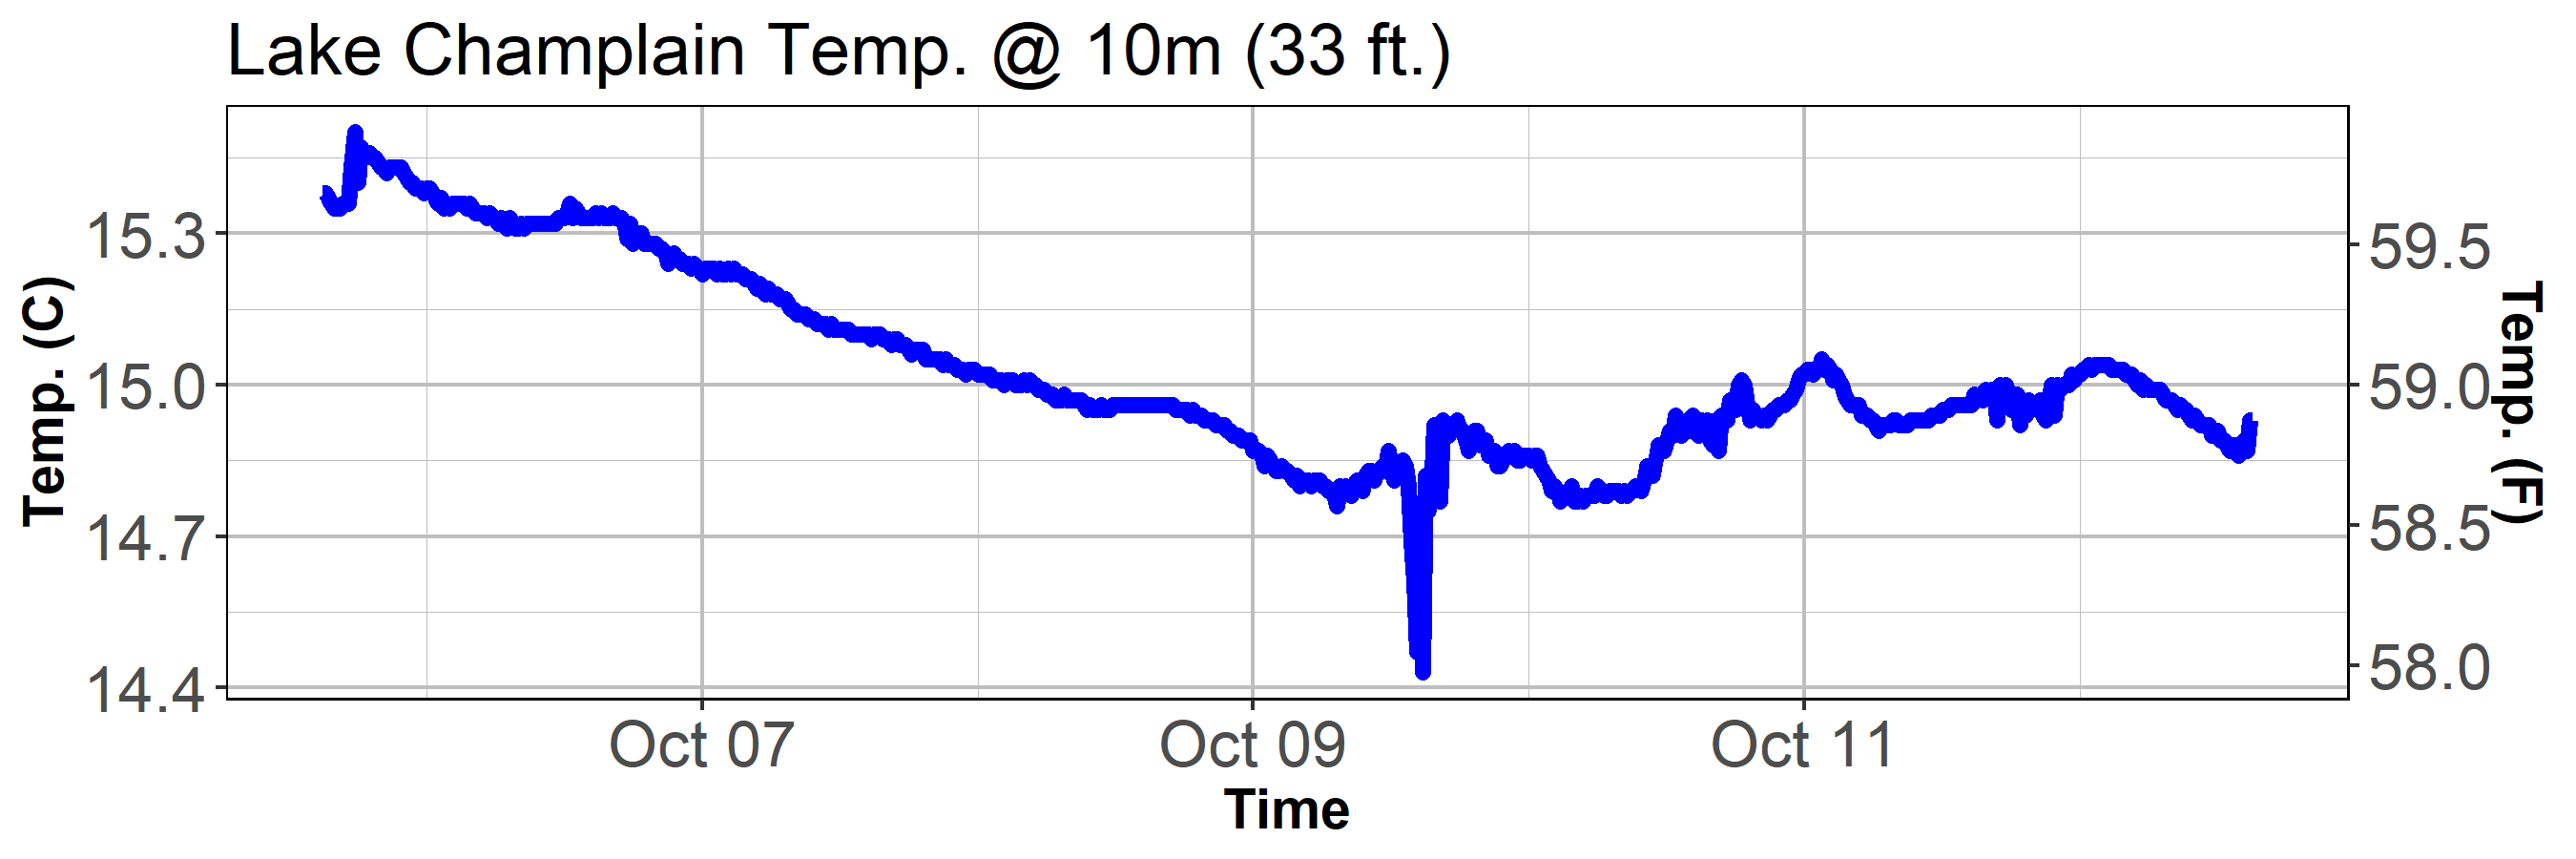 Lake Champlain Temp. @ 10m (33 ft.)
Temp. (C)
15.3
15.0
14.7
14.4
59.5
59.0
58.5
58.0
Temp. (F)
Oct 07
Oct 09
Oct 11
Time